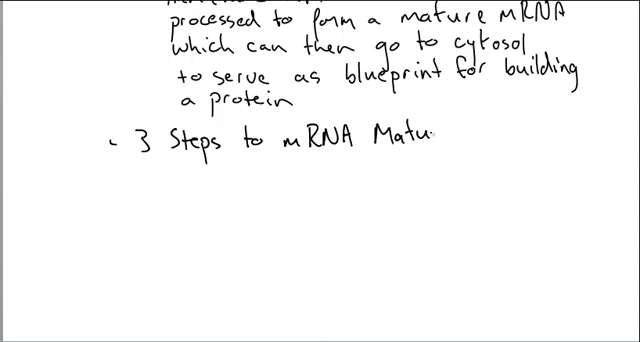 processed to form a mature mRNA
which can then go to cytosol
to serve as blueprint for building
a protein
3 Steps to mRNA Matu